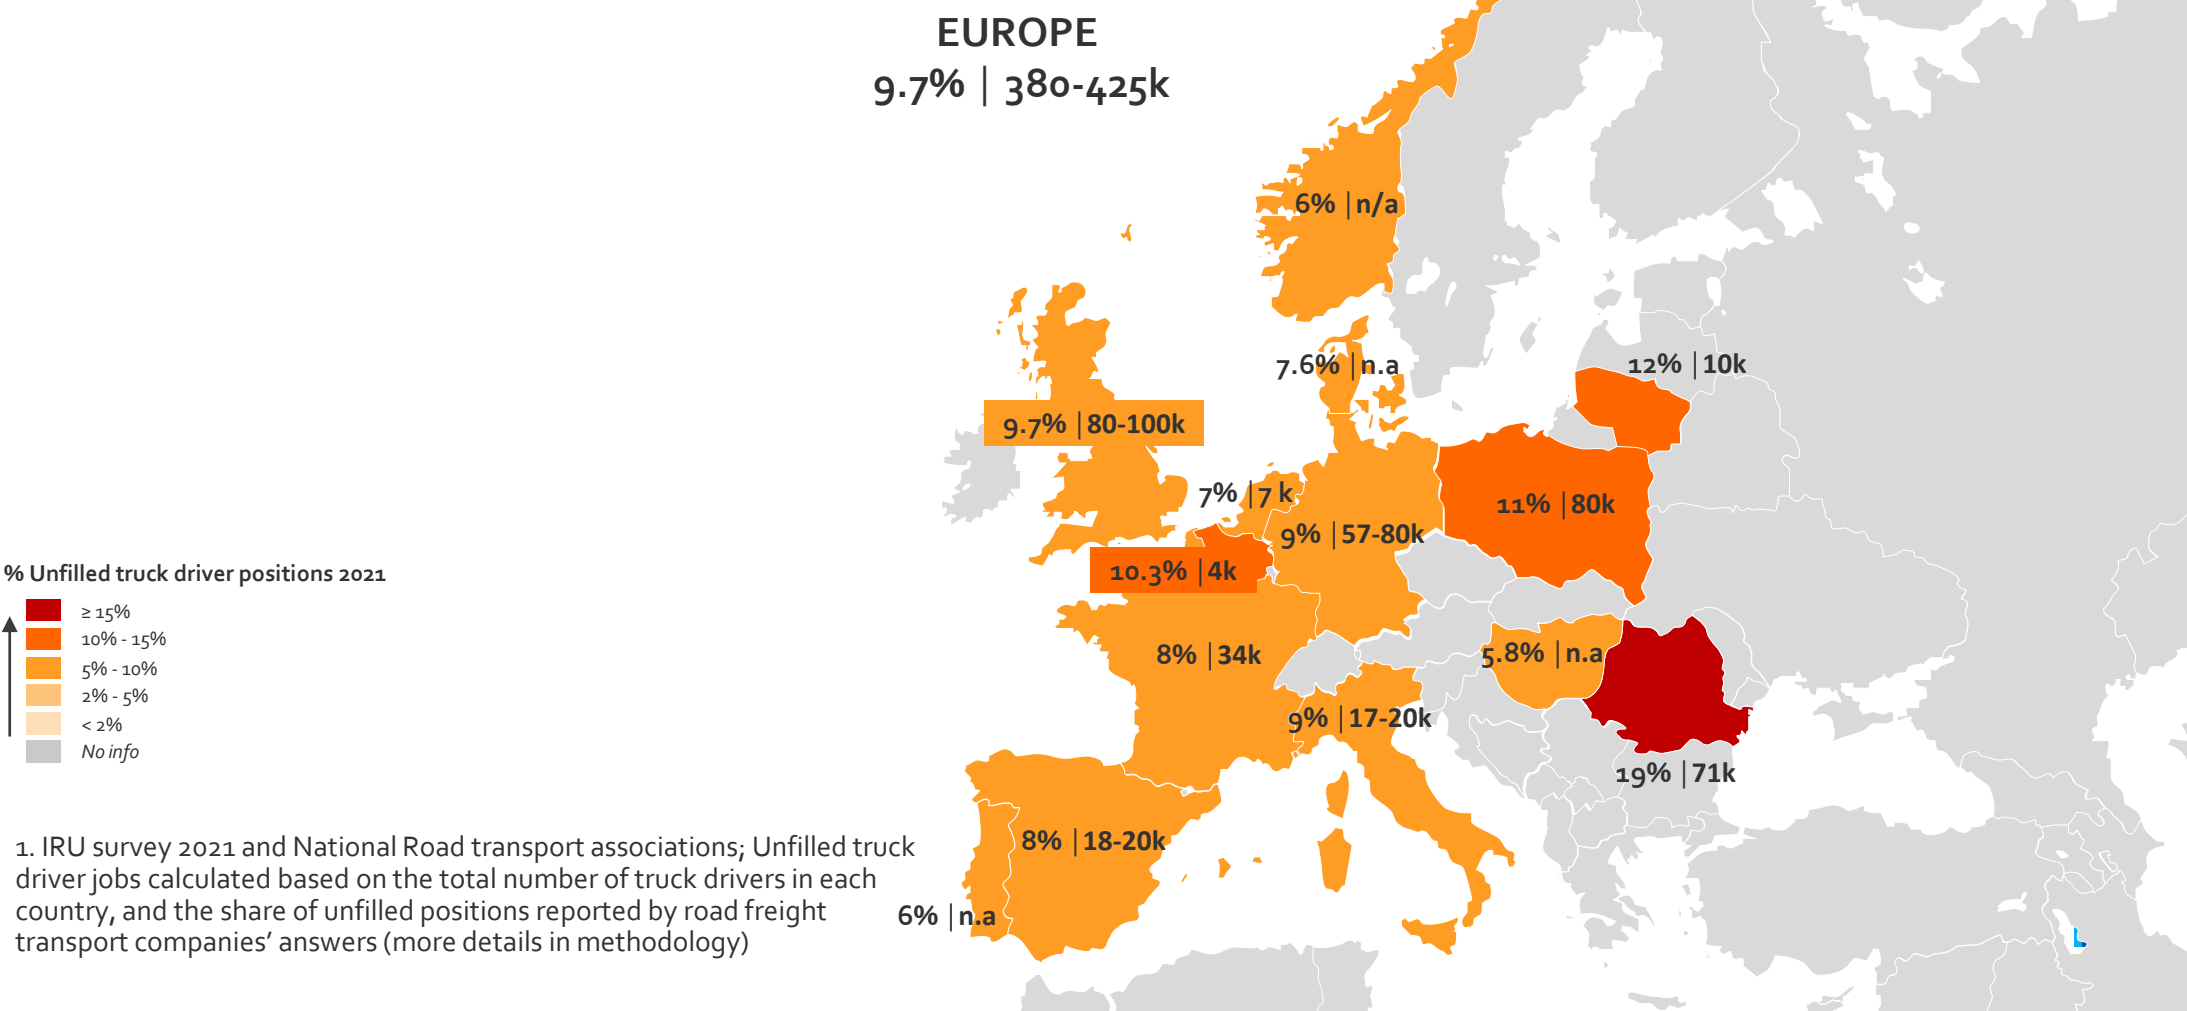 EUROPE
9.7% | 380-425k
6% |n/a
7.6% |n.a
12% |10k
9.7% |80-100k
7% |7 k
11% |80k
9% |57-80k
10.3% |4k
% Unfilled truck driver positions 2021
≥ 15%
10% - 15%
5% - 10%
2% - 5%
< 2%
No info
8% |34k
5.8% |n.a
9% |17-20k
19% |71k
8% |18-20k
6% |n.a
1. IRU survey 2021 and National Road transport associations; Unfilled truck
driver jobs calculated based on the total number of truck drivers in each
country, and the share of unfilled positions reported by road freight
transport companies’ answers (more details in methodology)